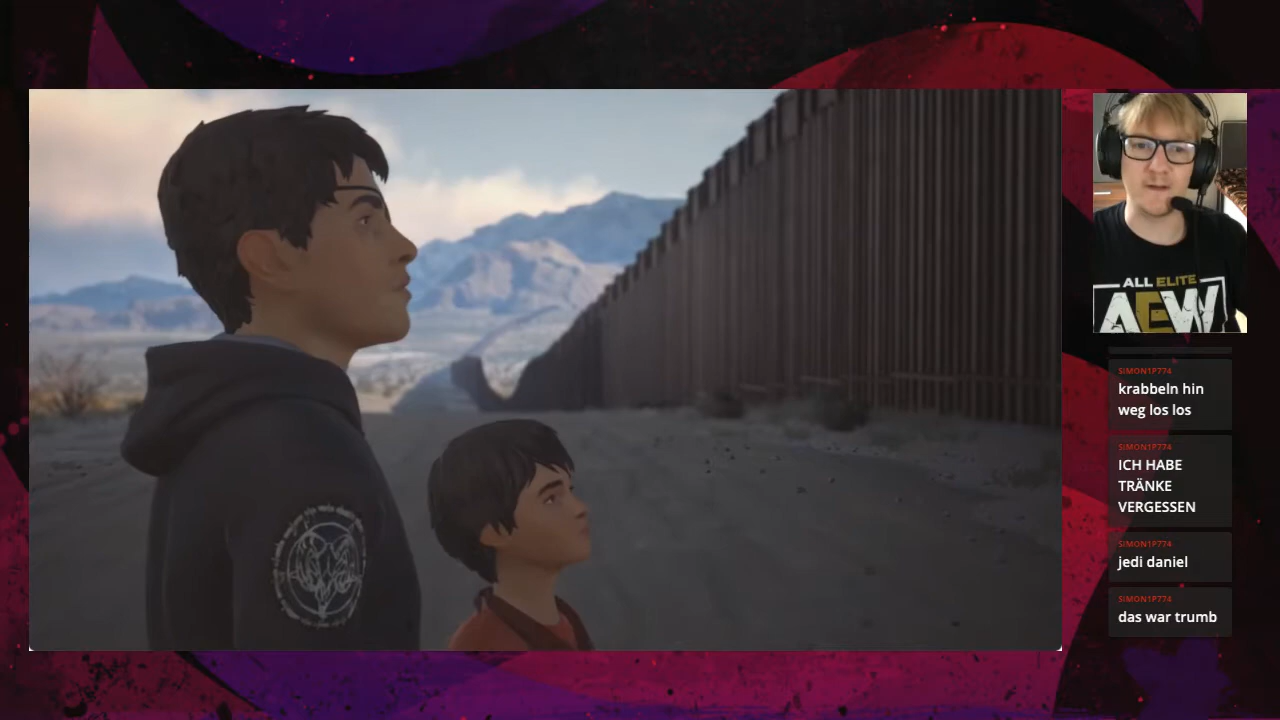 ALL ELITE
AEW
SIMON1P774
krabbeln hin
weg los los
SIMON1P774
ICH HABE
TRÄNKE
VERGESSEN
SIMON1P774
jedi daniel
SIMON1P774
das war trumb